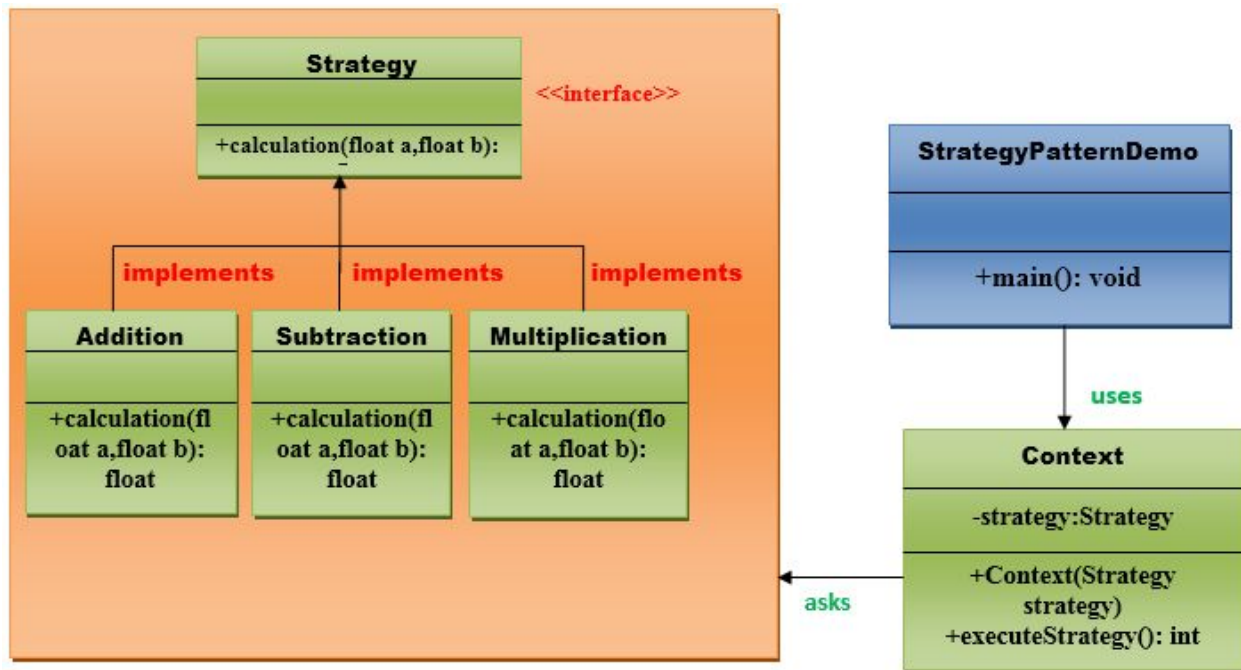 Strategy
<<interface>>
+calculation(float a,float b):
StrategyPatternDemo
+main(): void
implements
implements
implements
Addition
+calculation(fl
oat a,float b):
float
Subtraction
+calculation(fl
oat a,float b):
float
Multiplication
+calculation(flo
at a,float b):
float
uses
Context
-strategy:Strategy
+Context(Strategy
strategy)
+executeStrategy(): int
asks